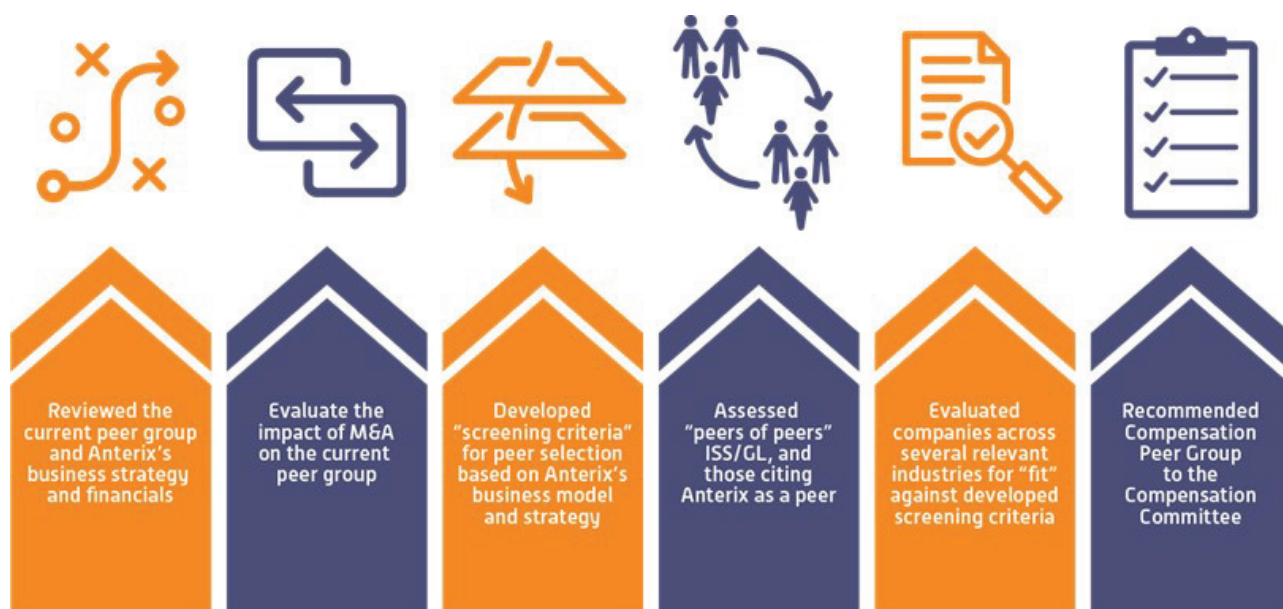 Reviewed the
current peer group
and Anterix's
business strategy
and financials
Evaluate the
impact of M&A
on the current
peer group
Developed
"screening criteria"
for peer selection
based on Anterix's
business model
and strategy
Assessed
"peers of peers"
ISS/GL, and
those citing
Anterix as a peer
Evaluated
companies across
several relevant
industries for "fit"
against developed
screening criteria
Recommended
Compensation
Peer Group
to the
Compensation
Committee